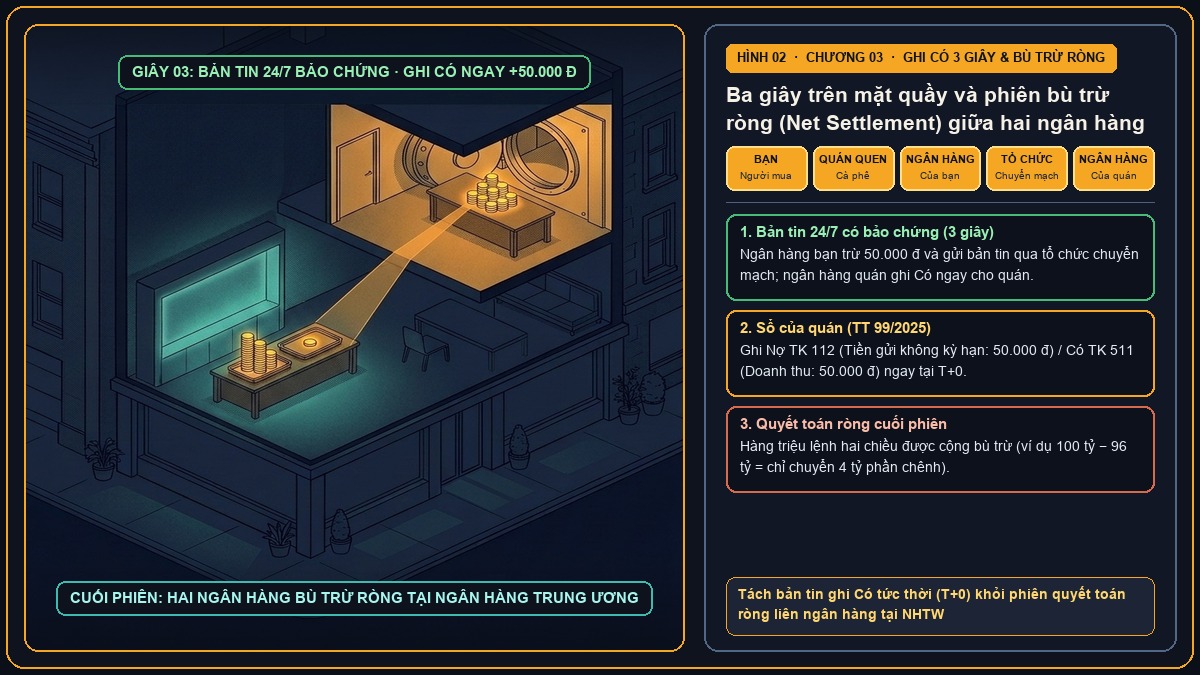 GIÂY 03: BẢN TIN 24/7 BẢO CHỨNG · GHI CÓ NGAY +50.000 Đ
CUỐI PHIÊN: HAI NGÂN HÀNG BÙ TRỪ RÒNG TẠI NGÂN HÀNG TRUNG ƯƠNG
HÌNH 02 · CHƯƠNG 03 · GHI CÓ 3 GIÂY & BÙ TRỪ RÒNG
Ba giây trên mặt quầy và phiên bù trừ
ròng (Net Settlement) giữa hai ngân hàng
BẠN
Người mua
QUÁN QUEN
Cà phê
NGÂN HÀNG
Của bạn
TỔ CHỨC
Chuyển mạch
NGÂN HÀNG
Của quán
1. Bản tin 24/7 có bảo chứng (3 giây)
Ngân hàng bạn trừ 50.000 đ và gửi bản tin qua tổ chức chuyển
mạch; ngân hàng quán ghi Có ngay cho quán.
2. Sổ của quán (TT 99/2025)
Ghi Nợ TK 112 (Tiền gửi không kỳ hạn: 50.000 đ) / Có TK 511
(Doanh thu: 50.000 đ) ngay tại T+0.
3. Quyết toán ròng cuối phiên
Hàng triệu lệnh hai chiều được cộng bù trừ (ví dụ 100 tỷ − 96
tỷ = chỉ chuyển 4 tỷ phần chênh).
Tách bản tin ghi Có tức thời (T+0) khỏi phiên quyết toán
ròng liên ngân hàng tại NHTW